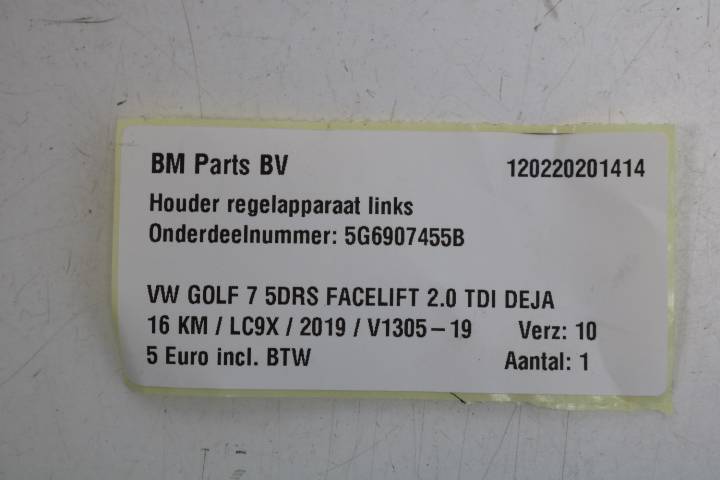 BM Parts BV 120220201414
Houder regelapparaat links
Onderdeelnummer: 5G6907455B
VW GOLF 7 5DRS FACELIFT 2.0 TDI DEJA
16 KM / LC9X / 2019 / V1305-19 Verz: 10
5 Euro incl. BTW Aantal: 1